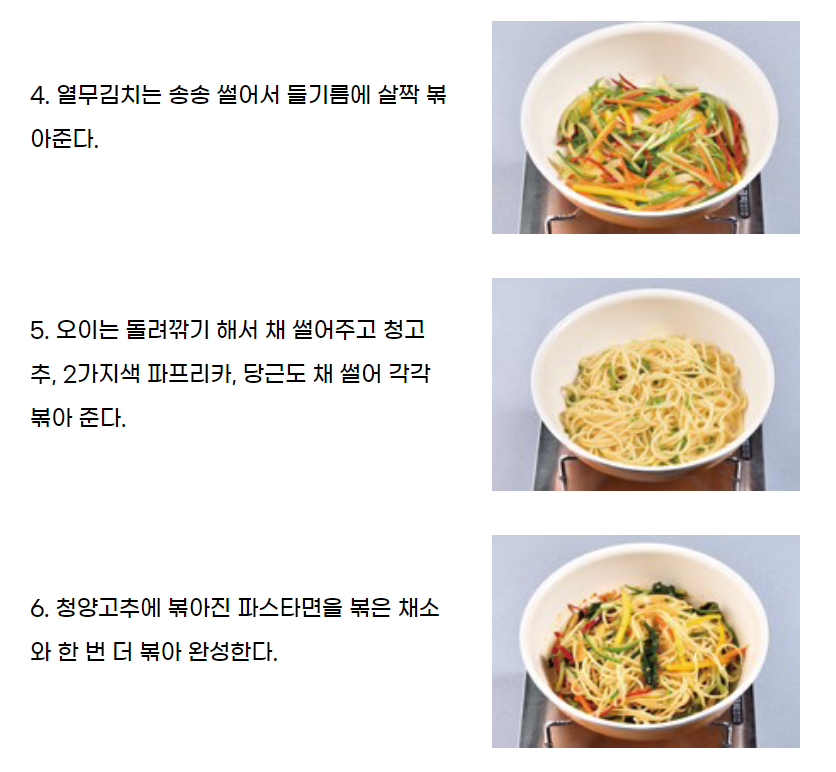 4. 열무김치는 송송 썰어서 들기름에 살짝 볶
아준다.
5. 오이는 돌려깎기 해서 채 썰어주고 청고
추, 2가지색 파프리카, 당근도 채 썰어 각각
볶아 준다.
6. 청양고추에 볶아진 파스타면을 볶은 채소
와 한 번 더 볶아 완성한다.